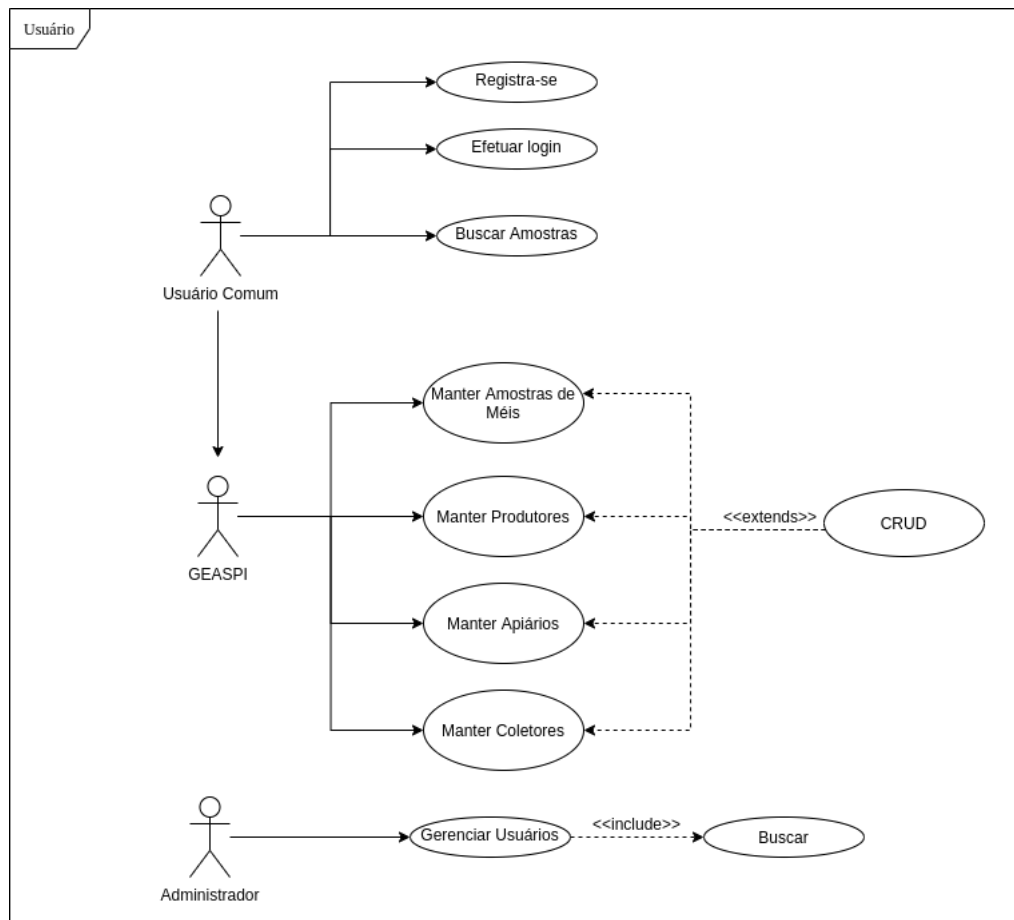 Usuário
Registra-se
Efetuar login
Buscar Amostras
Usuário Comum
Manter Amostras de
Méis
Manter Produtores
<<extends>>
CRUD
GEASPI
Manter Apiários
Manter Coletores
Gerenciar Usuários
<<include>>
Buscar
Administrador